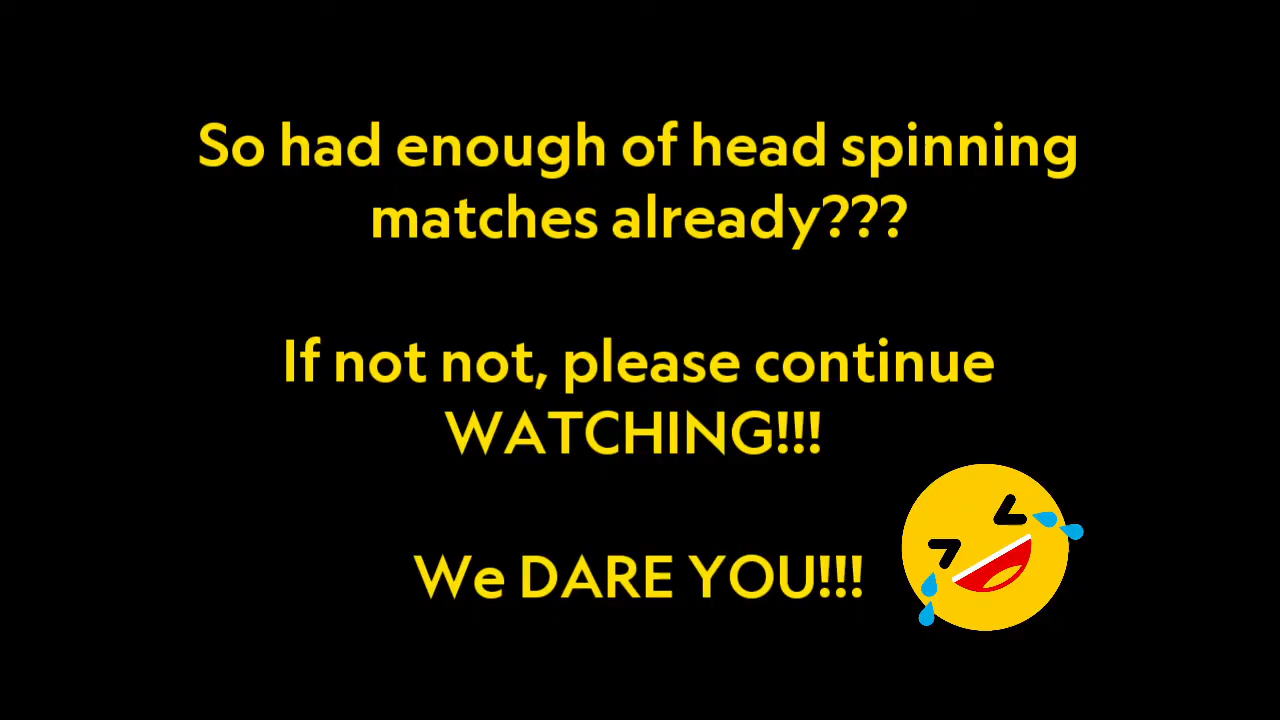 So had enough of head spinning
matches already???
If not not, please continue
WATCHING!!!
We DARE YOU!!!